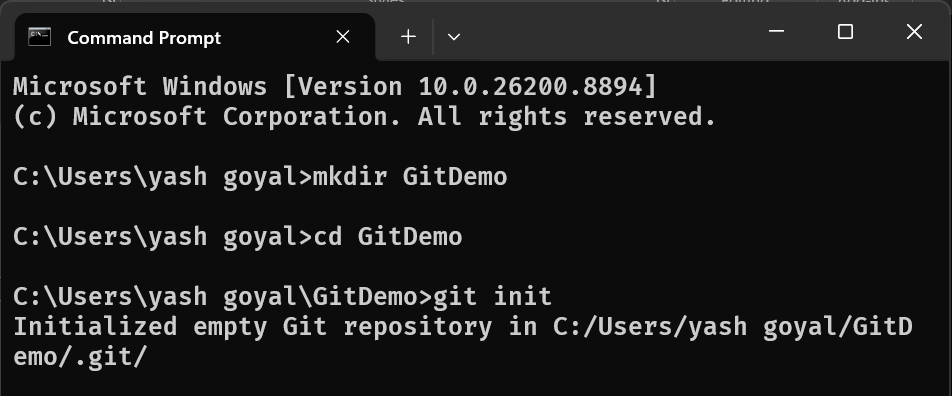 Command Prompt
Microsoft Windows [Version 10.0.26200.8894]
(c) Microsoft Corporation. All rights reserved.
C:\Users\yash goyal>mkdir GitDemo
C:\Users\yash goyal>cd GitDemo
C:\Users\yash goyal\GitDemo>git init
Initialized empty Git repository in C:/Users/yash goyal/GitD
emo/.git/